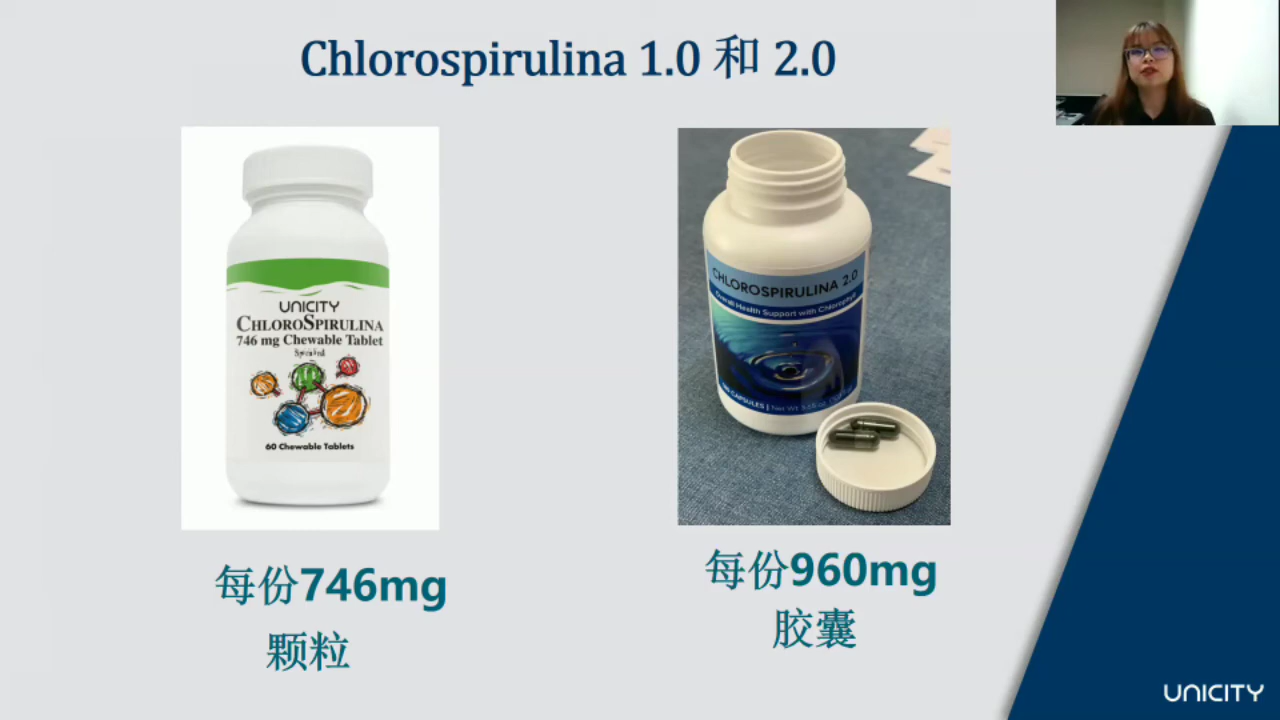 Chlorospirulina 1.0 和 2.0
UNICITY
CHLOROSPIRULINA
746 mg Chewable Tablet
60 Chewable Tablets
CHLOROSPIRULINA 2.0
Overall Health Support with Chlorophyll
CAPSULES | Net Wt
每份746mg
颗粒
每份960mg
胶囊
UNICITY